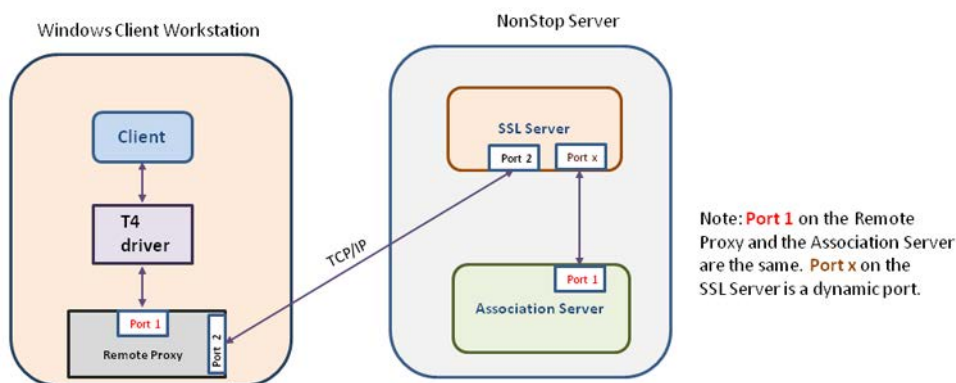 Windows Client Workstation
Client
T4
driver
Port 1
Port 2
Remote Proxy
TCP/IP
NonStop Server
SSL Server
Port 2
Port x
Port 1
Association Server
Note: Port 1 on the Remote
Proxy and the Association Server
are the same. Port x on the
SSL Server is a dynamic port.